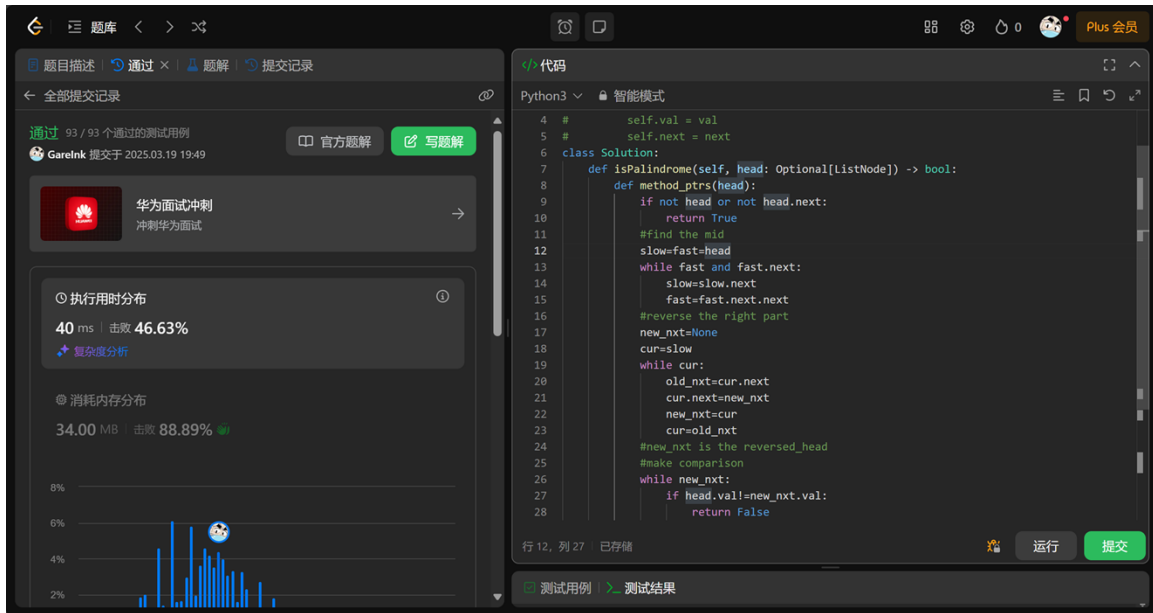 题库
0
Plus 会员
题目描述
通过
题解
提交记录
全部提交记录
通过 93 / 93 个通过的测试用例
GareInk 提交于 2025.03.19 19:49
官方题解
写题解
HUAWEI
华为面试冲刺
冲刺华为面试
执行用时分布
40 ms 击败 46.63%
复杂度分析
消耗内存分布
34.00 MB 击败 88.89%
8%
6%
4%
2%
</>代码
Python3
智能模式
4 #         self.val = val
5 #         self.next = next
6 class Solution:
7     def isPalindrome(self, head: Optional[ListNode]) -> bool:
8         def method_ptrs(head):
9             if not head or not head.next:
10                 return True
11             #find the mid
12             slow=fast=head
13             while fast and fast.next:
14                 slow=slow.next
15                 fast=fast.next.next
16             #reverse the right part
17             new_nxt=None
18             cur=slow
19             while cur:
20                 old_nxt=cur.next
21                 cur.next=new_nxt
22                 new_nxt=cur
23                 cur=old_nxt
24             #new_nxt is the reversed_head
25             #make comparison
26             while new_nxt:
27                 if head.val!=new_nxt.val:
28                     return False
行 12, 列 27 已存储
运行
提交
测试用例
测试结果